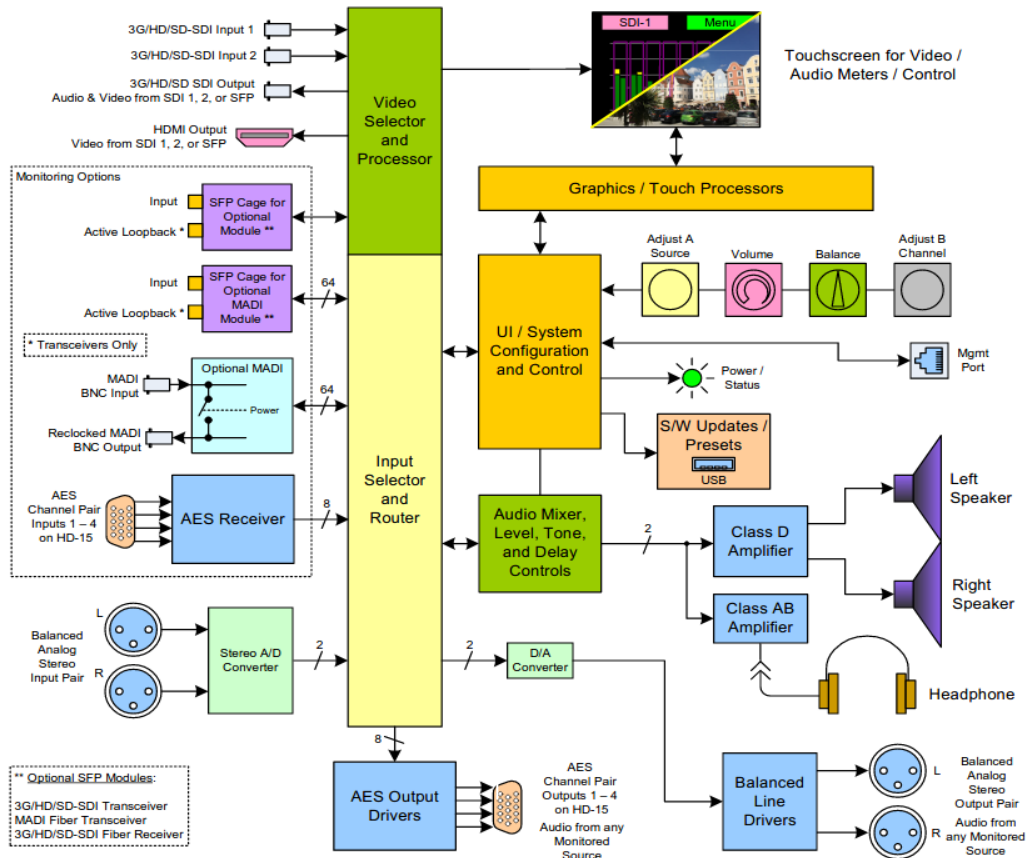 3G/HD/SD-SDI Input 1
3G/HD/SD-SDI Input 2
3G/HD/SD SDI Output
Audio & Video from SDI 1, 2, or SFP
HDMI Output
Video from SDI 1, 2, or SFP
Video
Selector
and
Processor
SDI-1
Menu
Touchscreen for Video /
Audio Meters / Control
Graphics / Touch Processors
Monitoring Options
Input
Active Loopback *
SFP Cage for
Optional
Module **
Input
Active Loopback *
SFP Cage for
Optional
MADI
Module **
64
* Transceivers Only
MADI
BNC Input
Reclocked MADI
BNC Output
Optional MADI
Power
64
AES
Channel Pair
Inputs 1 – 4
on HD-15
AES Receiver
8
Input
Selector
and
Router
UI / System
Configuration
and Control
Adjust A
Source
Volume
Balance
Adjust B
Channel
Mgmt
Port
Power /
Status
S/W Updates /
Presets
USB
Audio Mixer,
Level, Tone,
and Delay
Controls
2
Class D
Amplifier
Left
Speaker
Right
Speaker
Class AB
Amplifier
Headphone
Balanced
Analog
Stereo
Input Pair
L
R
Stereo A/D
Converter
2
2
D/A
Converter
8
AES Output
Drivers
AES
Channel Pair
Outputs 1 – 4
on HD-15
Audio from any
Monitored
Source
Balanced
Line
Drivers
L
R
Balanced
Analog
Stereo
Output Pair
Audio from
any Monitored
Source
** Optional SFP Modules:
3G/HD/SD-SDI Transceiver
MADI Fiber Transceiver
3G/HD/SD-SDI Fiber Receiver